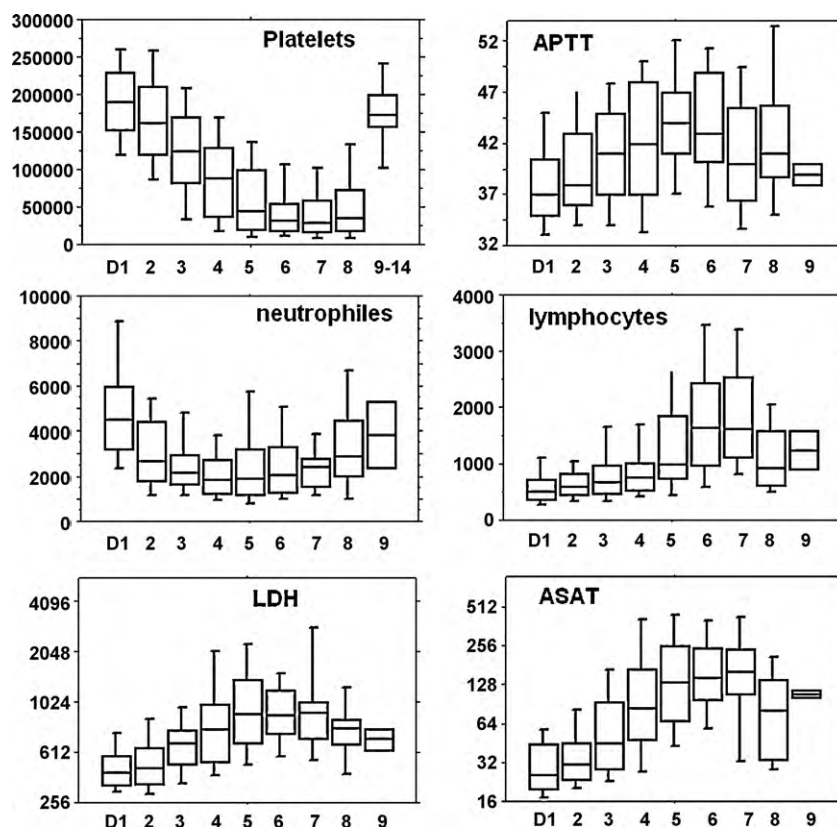 Platelets
300000
250000
200000
150000
100000
50000
0
D1 2 3 4 5 6 7 8 9-14
APTT
52
47
42
37
32
D1 2 3 4 5 6 7 8 9
neutrophiles
10000
8000
6000
4000
2000
0
D1 2 3 4 5 6 7 8 9
lymphocytes
4000
3000
2000
1000
0
D1 2 3 4 5 6 7 8 9
LDH
4096
2048
1024
612
256
D1 2 3 4 5 6 7 8 9
ASAT
512
256
128
64
32
16
D1 2 3 4 5 6 7 8 9